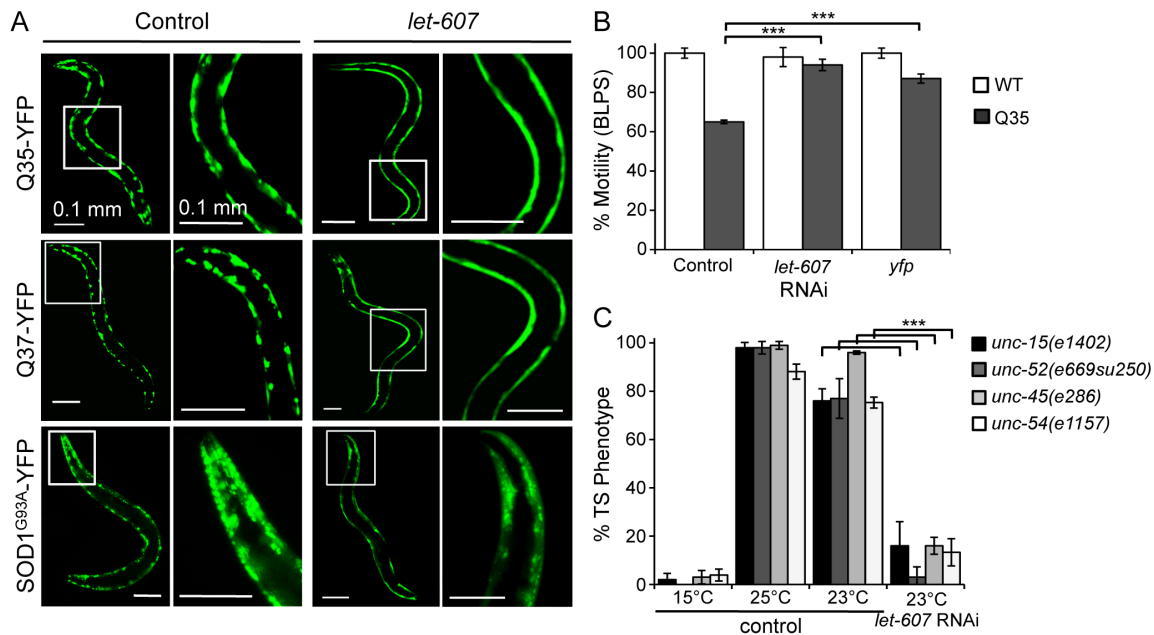 A
Control
let-607
Q35-YFP
0.1 mm
0.1 mm
Q37-YFP
SOD1G93A-YFP
B
***
***
% Motility (BLPS)
100
80
60
40
20
0
Control
let-607
yfp
RNAi
WT
Q35
C
***
% TS Phenotype
100
80
60
40
20
0
15°C
25°C
23°C
23°C
control
let-607 RNAi
unc-15(e1402)
unc-52(e669su250)
unc-45(e286)
unc-54(e1157)